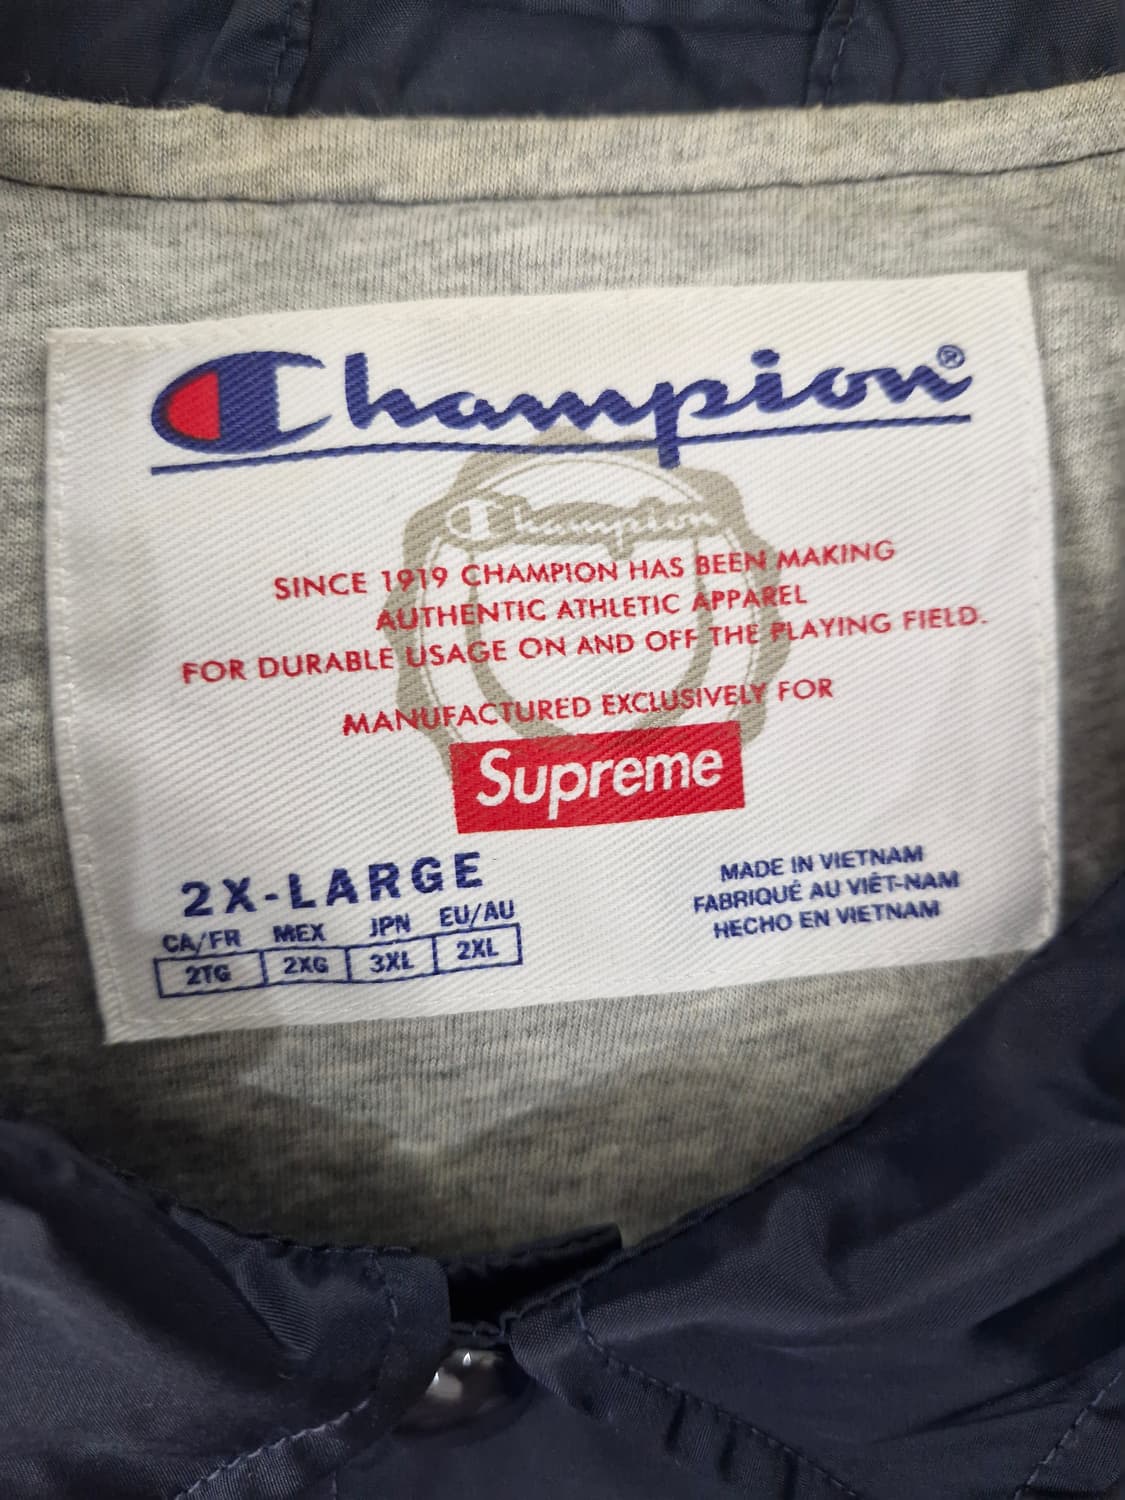 Champion®
Champion
SINCE 1919 CHAMPION HAS BEEN MAKING
AUTHENTIC ATHLETIC APPAREL
FOR DURABLE USAGE ON AND OFF THE PLAYING FIELD.
MANUFACTURED EXCLUSIVELY FOR
Supreme
2X-LARGE
CA/FR MEX JPN EU/AU
2TG 2XG 3XL 2XL
MADE IN VIETNAM
FABRIQUÉ AU VIÊT-NAM
HECHO EN VIETNAM